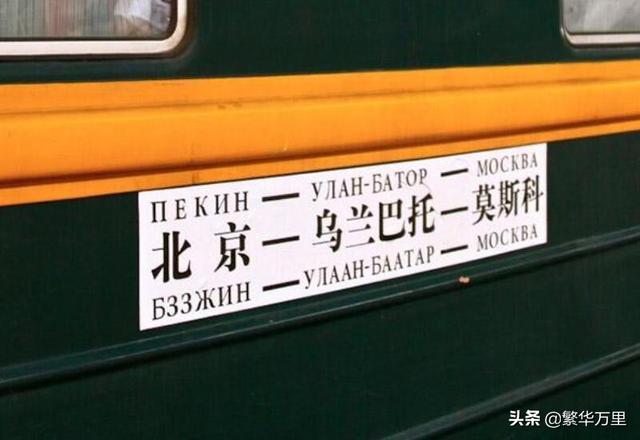 ПЕКИН — УЛАН-БАТОР — МОСКВА
北京—乌兰巴托—莫斯科
БЗЗЖИН — УЛААН-БААТАР — МОСКВА
头条 @繁华万里